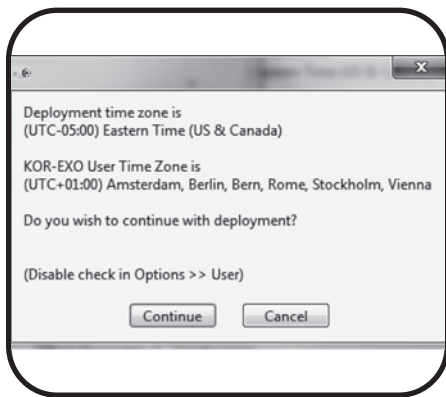 Deployment time zone is
(UTC-05:00) Eastern Time (US & Canada)
KOR-EXO User Time Zone is
(UTC+01:00) Amsterdam, Berlin, Bern, Rome, Stockholm, Vienna
Do you wish to continue with deployment?
(Disable check in Options >> User)
Continue Cancel